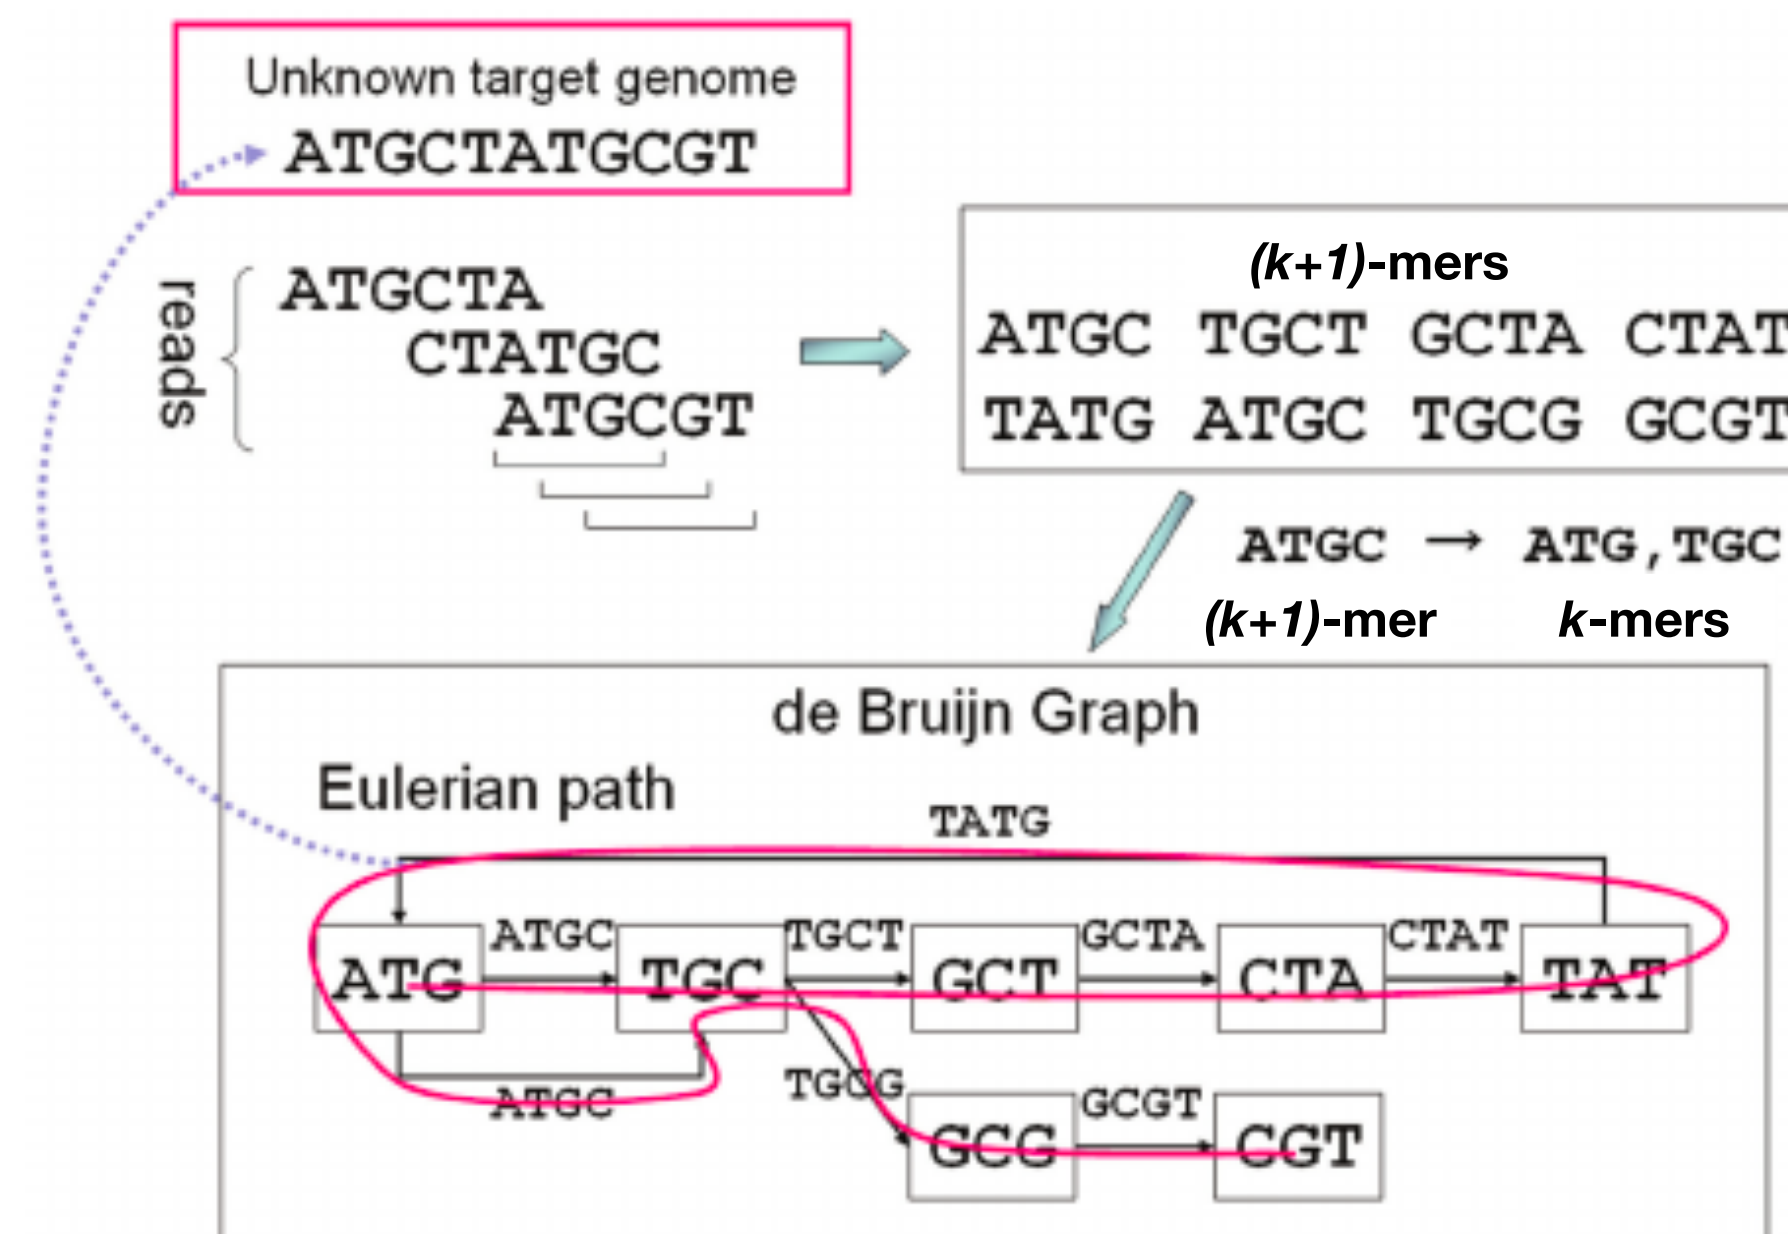 Unknown target genome
ATGCTATGCGT
reads
ATGCTA
CTATGC
ATGCGT
(k+1)-mers
ATGC TGCT GCTA CTAT
TATG ATGC TGCG GCGT
ATGC → ATG,TGC
(k+1)-mer k-mers
de Bruijn Graph
Eulerian path
TATG
ATGC TGCT GCTA CTAT
ATG TGC GCT CTA TAT
ATGC TGCG GCGT
GCG CGT